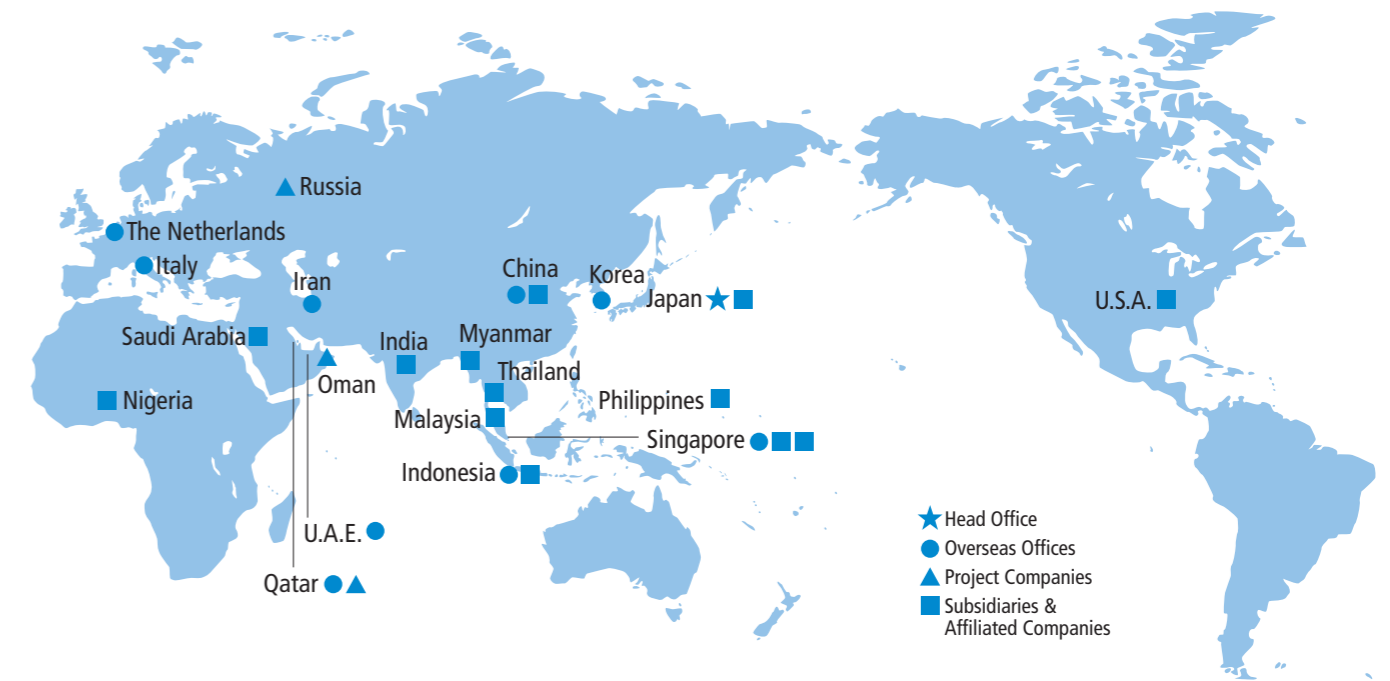 Russia
The Netherlands
Italy
Iran
China
Korea
Japan
U.S.A.
Saudi Arabia
India
Myanmar
Oman
Thailand
Nigeria
Malaysia
Philippines
Singapore
Indonesia
U.A.E.
Qatar
Head Office
Overseas Offices
Project Companies
Subsidiaries &
Affiliated Companies